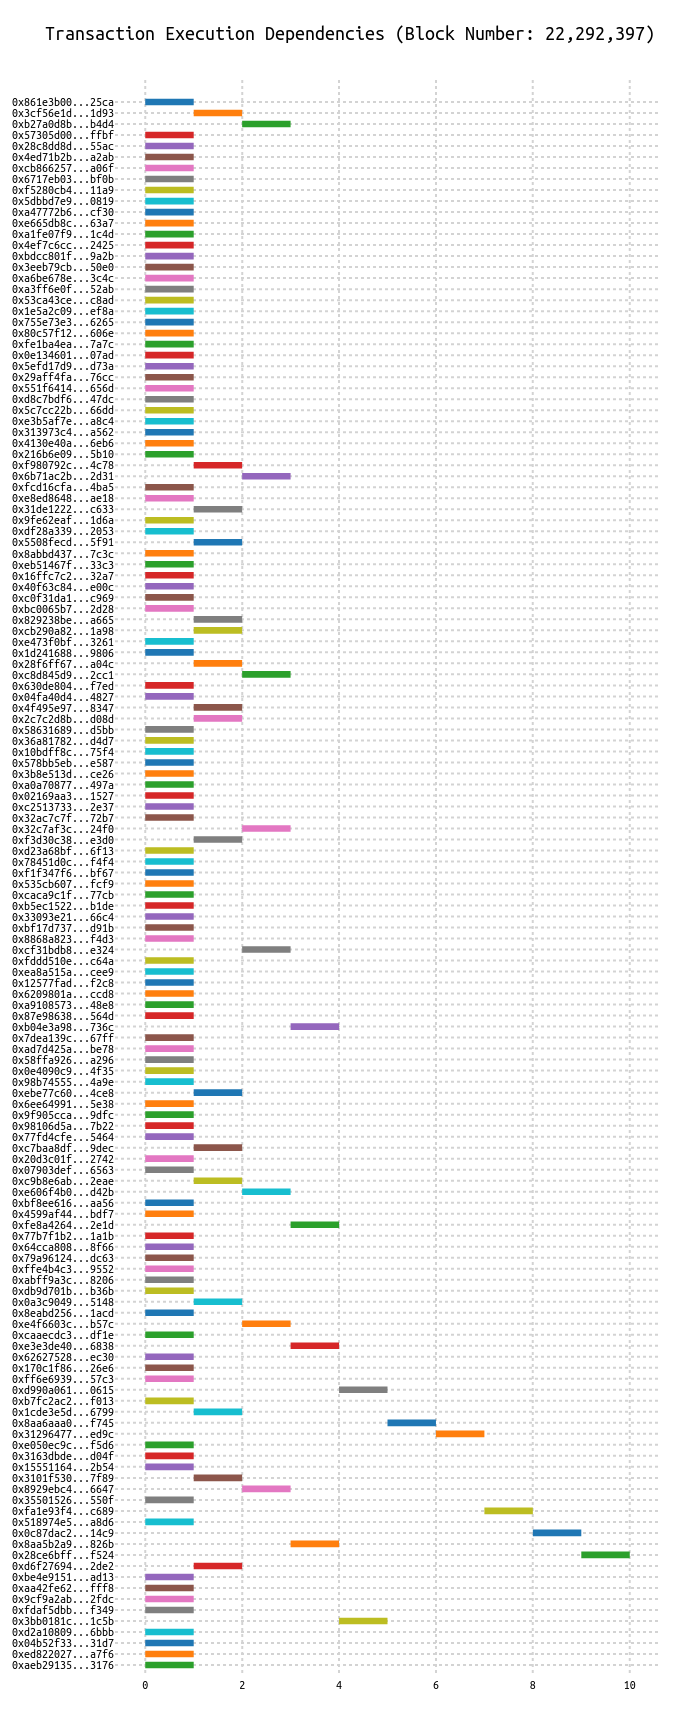 Transaction Execution Dependencies (Block Number: 22,292,397)
0x861e3b00...25ca
0x3cf56e1d...1d93
0xb27a0d8b...b4d4
0x57305d00...ffbf
0x28c8dd8d...55ac
0x4ed71b2b...a2ab
0xcb866257...a06f
0x6717eb03...bf0b
0xf5280cb4...11a9
0x5dbbd7e9...0819
0xa47772b6...cf30
0xe665db8c...63a7
0xa1fe07f9...1c4d
0x4ef7c6cc...2425
0xbdcc801f...9a2b
0x3eeb79cb...50e0
0xa6be678e...3c4c
0xa3ff6e0f...52ab
0x53ca43ce...c8ad
0x1e5a2c09...ef8a
0x755e73e3...6265
0x80c57f12...606e
0xfe1ba4ea...7a7c
0x0e134601...07ad
0x5efd17d9...d73a
0x29aff4fa...76cc
0x551f6414...656d
0xd8c7bdf6...47dc
0x5c7cc22b...66dd
0xe3b5af7e...a8c4
0x313973c4...a562
0x4130e40a...6eb6
0x216b6e09...5b10
0xf980792c...4c78
0x6b71ac2b...2d31
0xfcd16cfa...4ba5
0xe8ed8648...ae18
0x31de1222...c633
0x9fe62eaf...1d6a
0xdf28a339...2053
0x5508fecd...5f91
0x8abbd437...7c3c
0xeb51467f...33c3
0x16ffc7c2...32a7
0x40f63c84...e00c
0xc0f31da1...c969
0xbc0065b7...2d28
0x829238be...a665
0xcb290a82...1a98
0xe473f0bf...3261
0x1d241688...9806
0x28f6ff67...a04c
0xc8d845d9...2cc1
0x630de804...f7ed
0x04fa40d4...4827
0x4f495e97...8347
0x2c7c2d8b...d08d
0x58631689...d5bb
0x36a81782...d4d7
0x10bdff8c...75f4
0x578bb5eb...e587
0x3b8e513d...ce26
0xa0a70877...497a
0x02169aa3...1527
0xc2513733...2e37
0x32ac7c7f...72b7
0x32c7af3c...24f0
0xf3d30c38...e3d0
0xd23a68bf...6f13
0x78451d0c...f4f4
0xf1f347f6...bf67
0x535cb607...fcf9
0xcaca9c1f...77cb
0xb5ec1522...b1de
0x33093e21...66c4
0xbf17d737...d91b
0x8868a823...f4d3
0xcf31bdb8...e324
0xfddd510e...c64a
0xea8a515a...cee9
0x12577fad...f2c8
0x6209801a...ccd8
0xa9108573...48e8
0x87e98638...564d
0xb04e3a98...736c
0x7dea139c...67ff
0xad7d425a...be78
0x58ffa926...a296
0x0e4090c9...4f35
0x98b74555...4a9e
0xebe77c60...4ce8
0x6ee64991...5e38
0x9f905cca...9dfc
0x98106d5a...7b22
0x77fd4cfe...5464
0xc7baa8df...9dec
0x20d3c01f...2742
0x07903def...6563
0xc9b8e6ab...2eae
0xe606f4b0...d42b
0xbf8ee616...aa56
0x4599af44...bdf7
0xfe8a4264...2e1d
0x77b7f1b2...1a1b
0x64cca808...8f66
0x79a96124...dc63
0xffe4b4c3...9552
0xabff9a3c...8206
0xdb9d701b...b36b
0x0a3c9049...5148
0x8eabd256...1acd
0xe4f6603c...b57c
0xcaaecdc3...df1e
0xe3e3de40...6838
0x62627528...ec30
0x170c1f86...26e6
0xff6e6939...57c3
0xd990a061...0615
0xb7fc2ac2...f013
0x1cde3e5d...6799
0x8aa6aaa0...f745
0x31296477...ed9c
0xe050ec9c...f5d6
0x3163dbde...d04f
0x15551164...2b54
0x3101f530...7f89
0x8929ebc4...6647
0x35501526...550f
0xfa1e93f4...c689
0x518974e5...a8d6
0x0c87dac2...14c9
0x8aa5b2a9...826b
0x28ce6bff...f524
0xd6f27694...2de2
0xbe4e9151...ad13
0xaa42fe62...fff8
0x9cf9a2ab...2fdc
0xfdaf5dbb...f349
0x3bb0181c...1c5b
0xd2a10809...6bbb
0x04b52f33...31d7
0xed822027...a7f6
0xaeb29135...3176
0 2 4 6 8 10